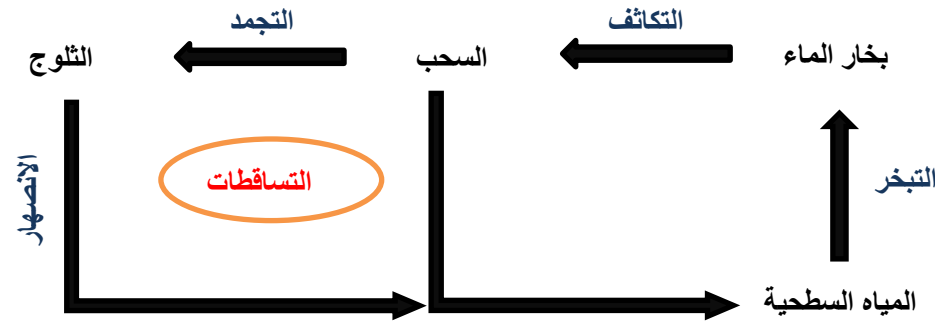 التكاثف
التجمد
بخار الماء
السحب
الثلوج
الانصهار
التساقطات
التبخر
المياه السطحية